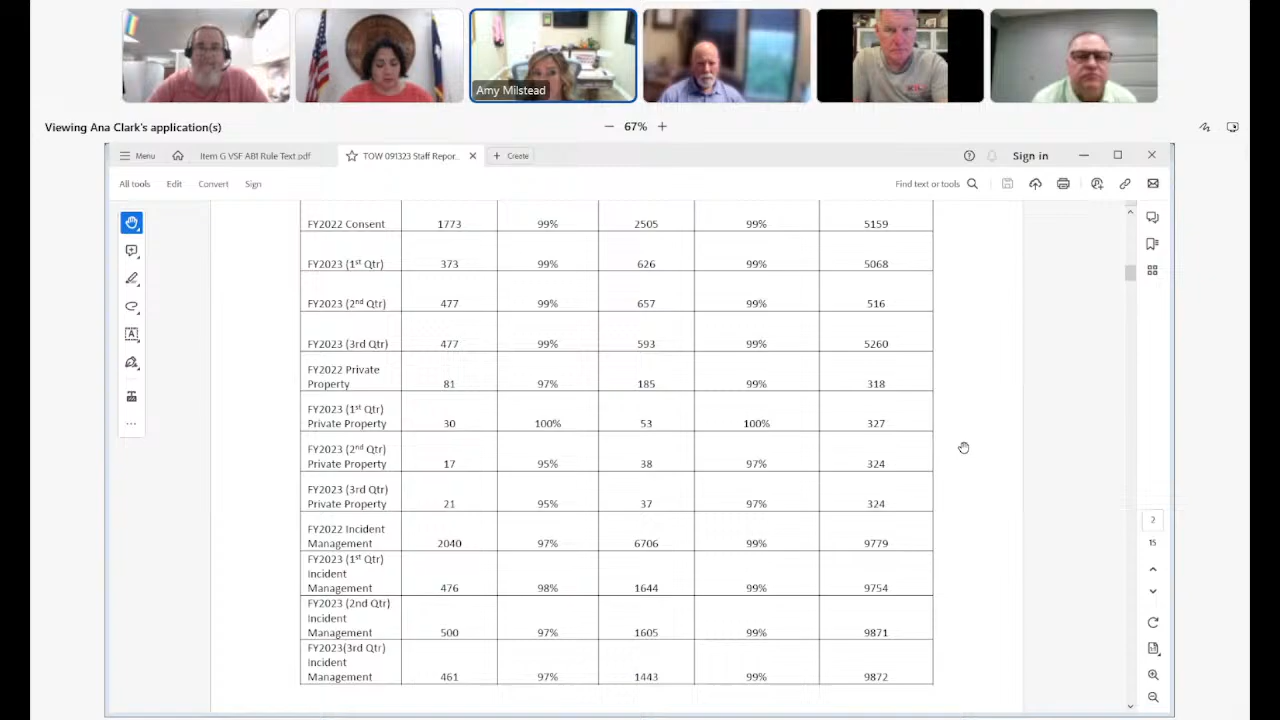 Amy Milstead
Viewing Ana Clark's application(s)
67%
Menu
Item G VSF AB1 Rule Text.pdf
TOW 091323 Staff Repor...
Create
Sign in
All tools
Edit
Convert
Sign
Find text or tools
FY2022 Consent 1773 99% 2505 99% 5159
FY2023 (1st Qtr) 373 99% 626 99% 5068
FY2023 (2nd Qtr) 477 99% 657 99% 516
FY2023 (3rd Qtr) 477 99% 593 99% 5260
FY2022 Private
Property 81 97% 185 99% 318
FY2023 (1st Qtr)
Private Property 30 100% 53 100% 327
FY2023 (2nd Qtr)
Private Property 17 95% 38 97% 324
FY2023 (3rd Qtr)
Private Property 21 95% 37 97% 324
FY2022 Incident
Management 2040 97% 6706 99% 9779
FY2023 (1st Qtr)
Incident
Management 476 98% 1644 99% 9754
FY2023 (2nd Qtr)
Incident
Management 500 97% 1605 99% 9871
FY2023(3rd Qtr)
Incident
Management 461 97% 1443 99% 9872
2
15